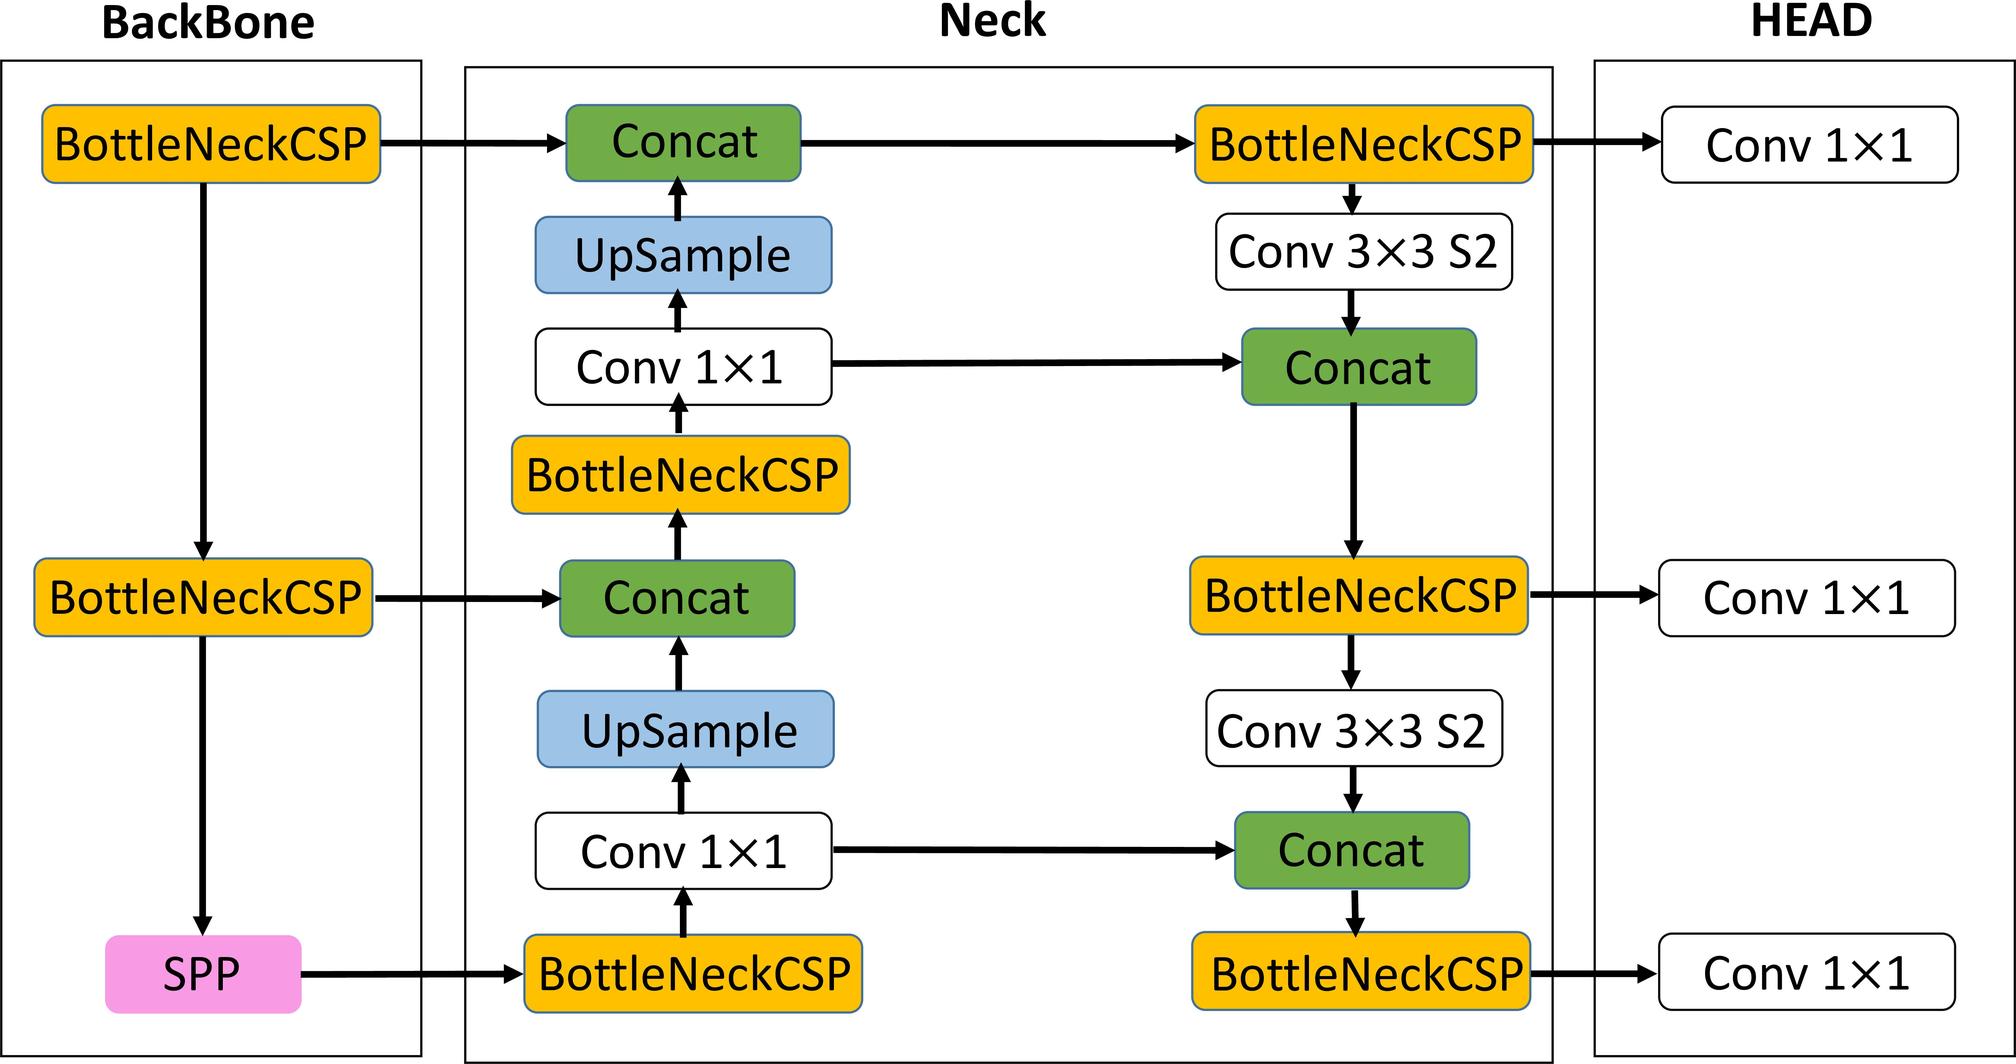 BackBone
Neck
HEAD
BottleNeckCSP
Concat
BottleNeckCSP
Conv 1×1
UpSample
Conv 3×3 S2
Conv 1×1
Concat
BottleNeckCSP
BottleNeckCSP
Concat
BottleNeckCSP
Conv 1×1
UpSample
Conv 3×3 S2
Conv 1×1
Concat
SPP
BottleNeckCSP
BottleNeckCSP
Conv 1×1